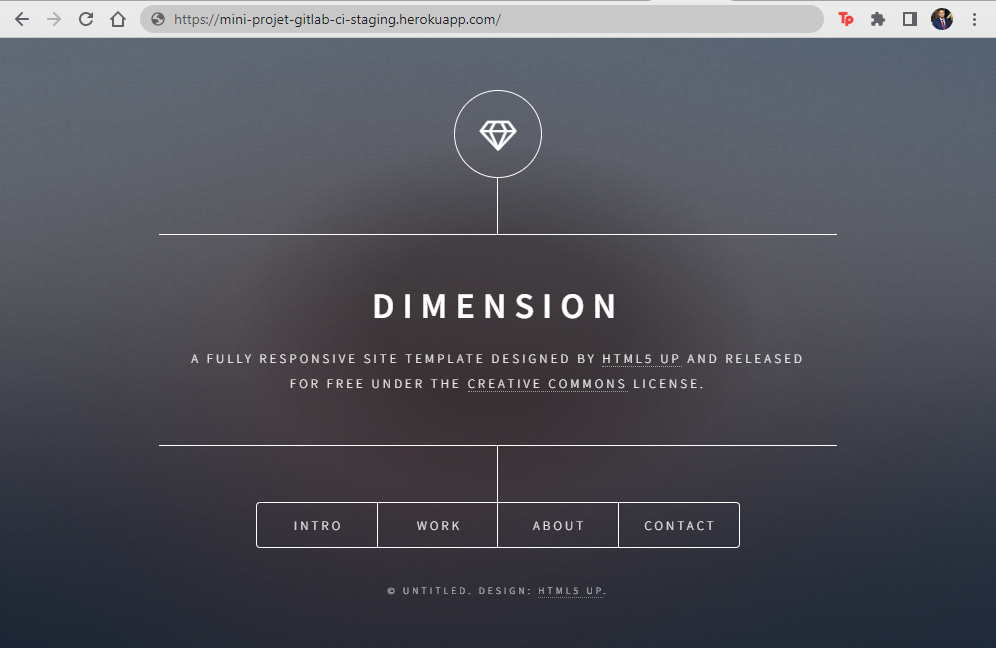 https://mini-projet-gitlab-ci-staging.herokuapp.com/
Tp
DIMENSION
A FULLY RESPONSIVE SITE TEMPLATE DESIGNED BY HTML5 UP AND RELEASED
FOR FREE UNDER THE CREATIVE COMMONS LICENSE.
INTRO WORK ABOUT CONTACT
© UNTITLED. DESIGN: HTML5 UP.